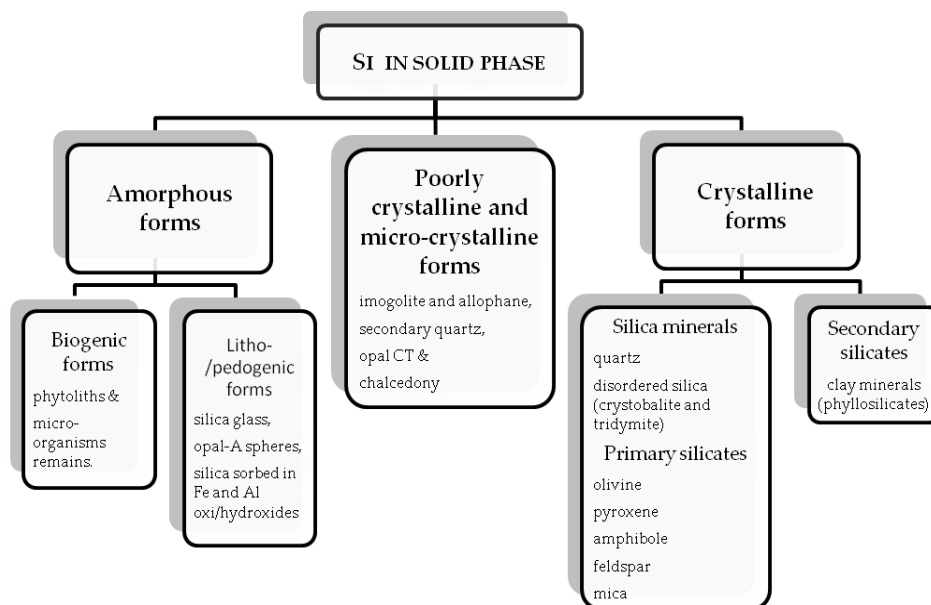 SI IN SOLID PHASE
Amorphous
forms
Biogenic
forms
phytoliths &
micro-
organisms
remains.
Litho-
/pedogenic
forms
silica glass,
opal-A spheres,
silica sorbed in
Fe and Al
oxi/hydroxides
Poorly
crystalline and
micro-crystalline
forms
imogolite and allophane,
secondary quartz,
opal CT &
chalcedony
Crystalline
forms
Silica minerals
quartz
disordered silica
(crystobalite and
tridymite)
Primary silicates
olivine
pyroxene
amphibole
feldspar
mica
Secondary
silicates
clay minerals
(phyllosilicates)